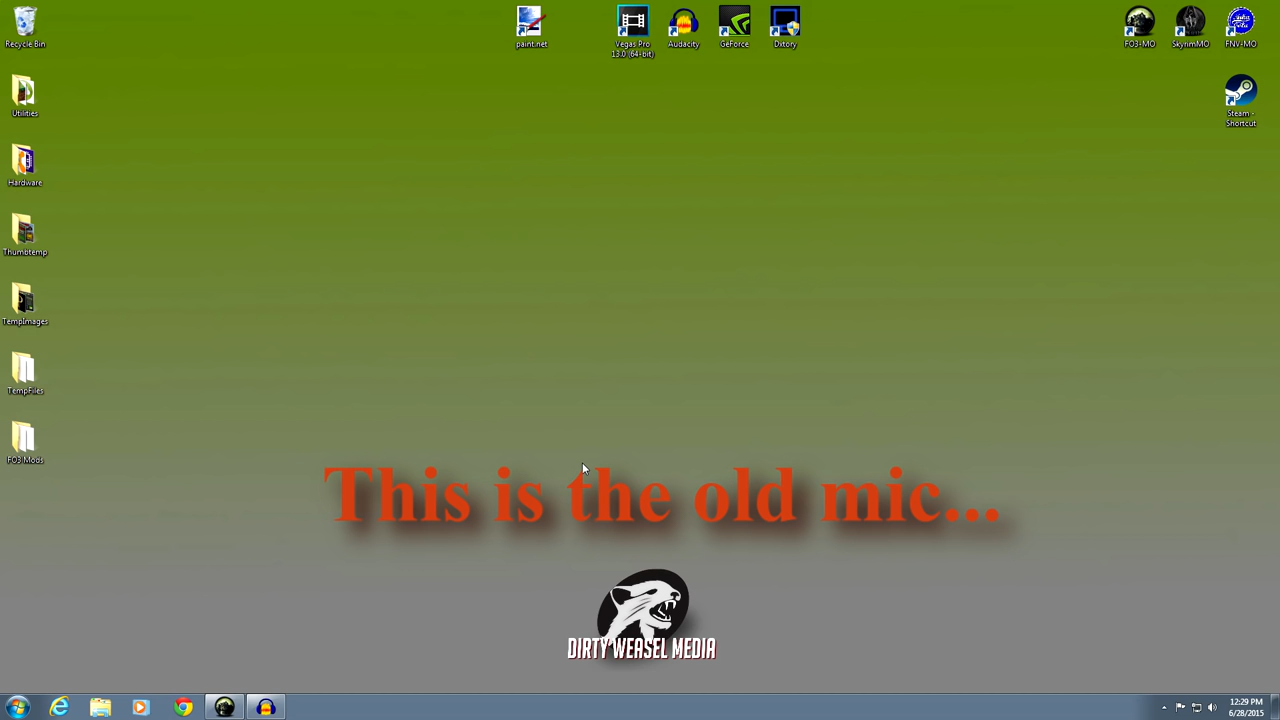 Recycle Bin
paint.net
Vegas Pro
13.0 (64-bit)
Audacity
GeForce
Dxtory
FO3-MO
SkyrimMO
FNV-MO
Utilities
Steam -
Shortcut
Hardware
Thumbtemp
TempImages
TempFiles
FO3 Mods
This is the old mic...
DIRTY WEASEL MEDIA
12:29 PM
6/28/2015